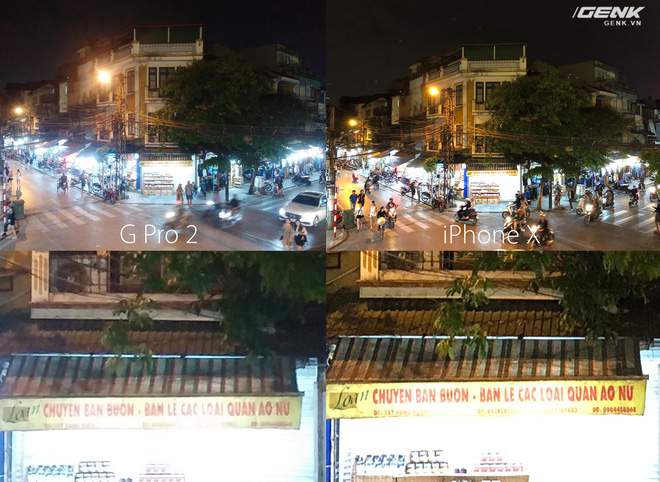 GENK
GENK.VN
G Pro 2
iPhone X
Loan
CHUYÊN BÁN BUÔN - BÁN LẺ CÁC LOẠI QUẦN ÁO NỮ
Loan
CHUYÊN BÁN BUÔN - BÁN LẺ CÁC LOẠI QUẦN ÁO NỮ